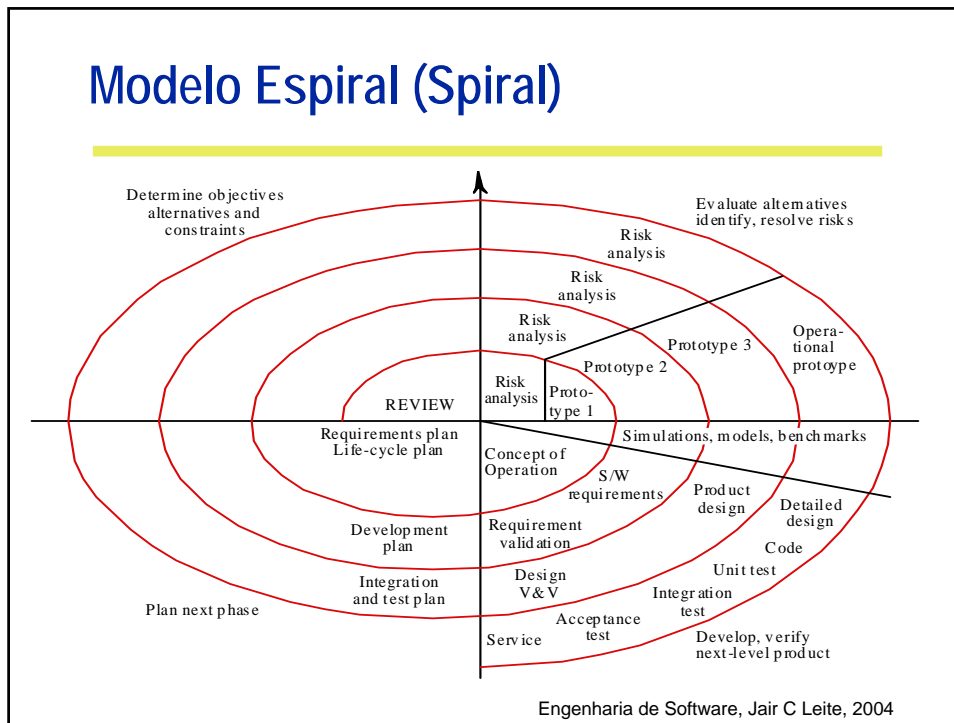 Modelo Espiral (Spiral)
Determine objectives
alternatives and
constraints
Evaluate alternatives
identify, resolve risks
Risk
analysis
Risk
analysis
Risk
analysis
Risk
analysis
Proto-
type 1
Prototype 2
Prototype 3
Opera-
tional
protoype
REVIEW
Requirements plan
Life-cycle plan
Simulations, models, benchmarks
Concept of
Operation
S/W
requirements
Product
design
Detailed
design
Development
plan
Requirement
validation
Code
Unit test
Integration
and test plan
Design
V&V
Integration
test
Plan next phase
Acceptance
test
Service
Develop, verify
next-level product
Engenharia de Software, Jair C Leite, 2004